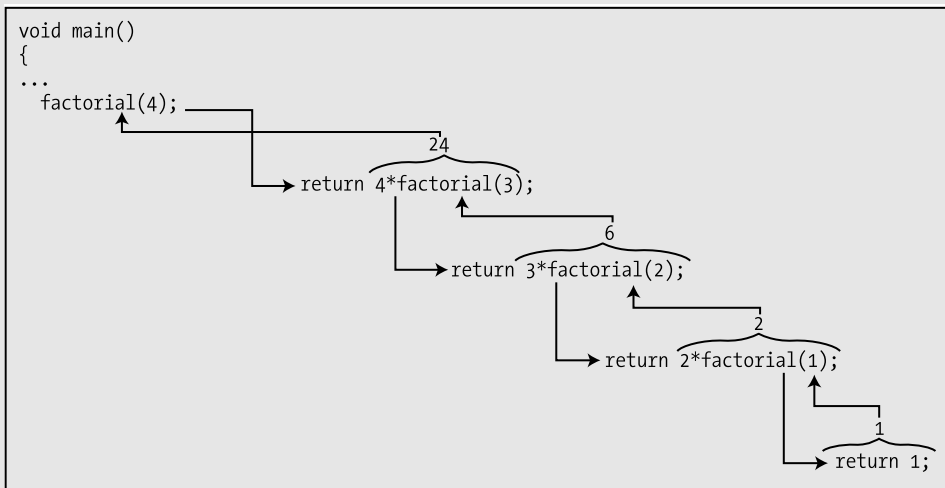 void main()
{
...
factorial(4);
24
return 4*factorial(3);
6
return 3*factorial(2);
2
return 2*factorial(1);
1
return 1;